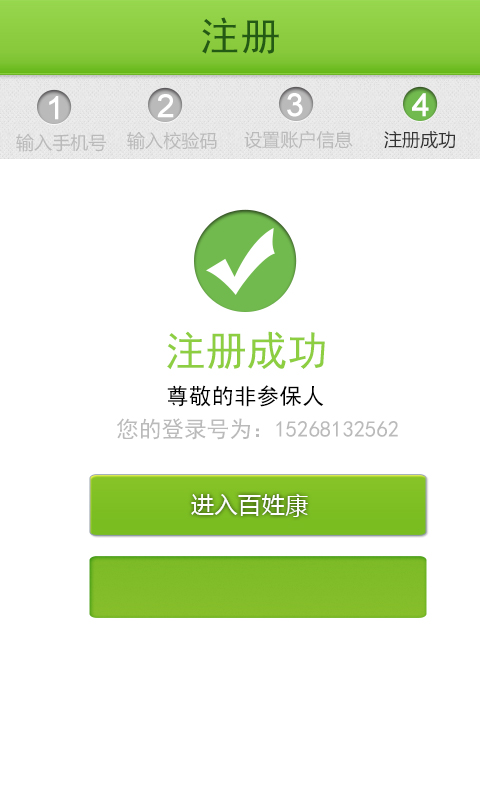 注册
1 2 3 4
输入手机号 输入校验码 设置账户信息 注册成功
注册成功
尊敬的非参保人
您的登录号为：15268132562
进入百姓康